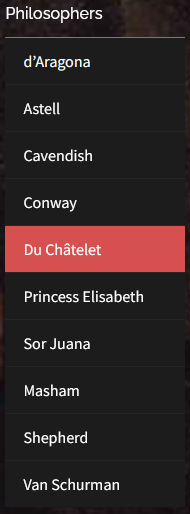 Philosophers
d’Aragona
Astell
Cavendish
Conway
Du Châtelet
Princess Elisabeth
Sor Juana
Masham
Shepherd
Van Schurman